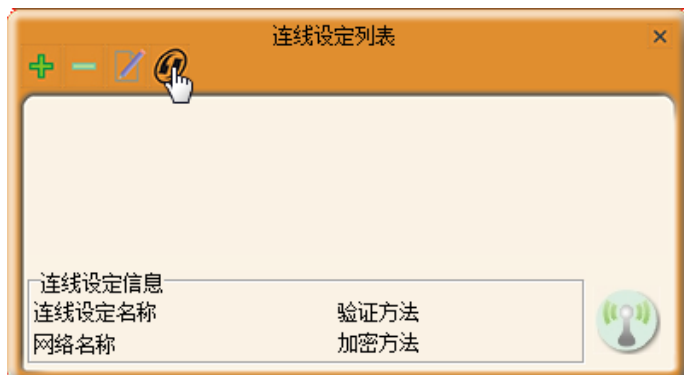 连线设定列表
连线设定信息
连线设定名称 验证方法
网络名称 加密方法